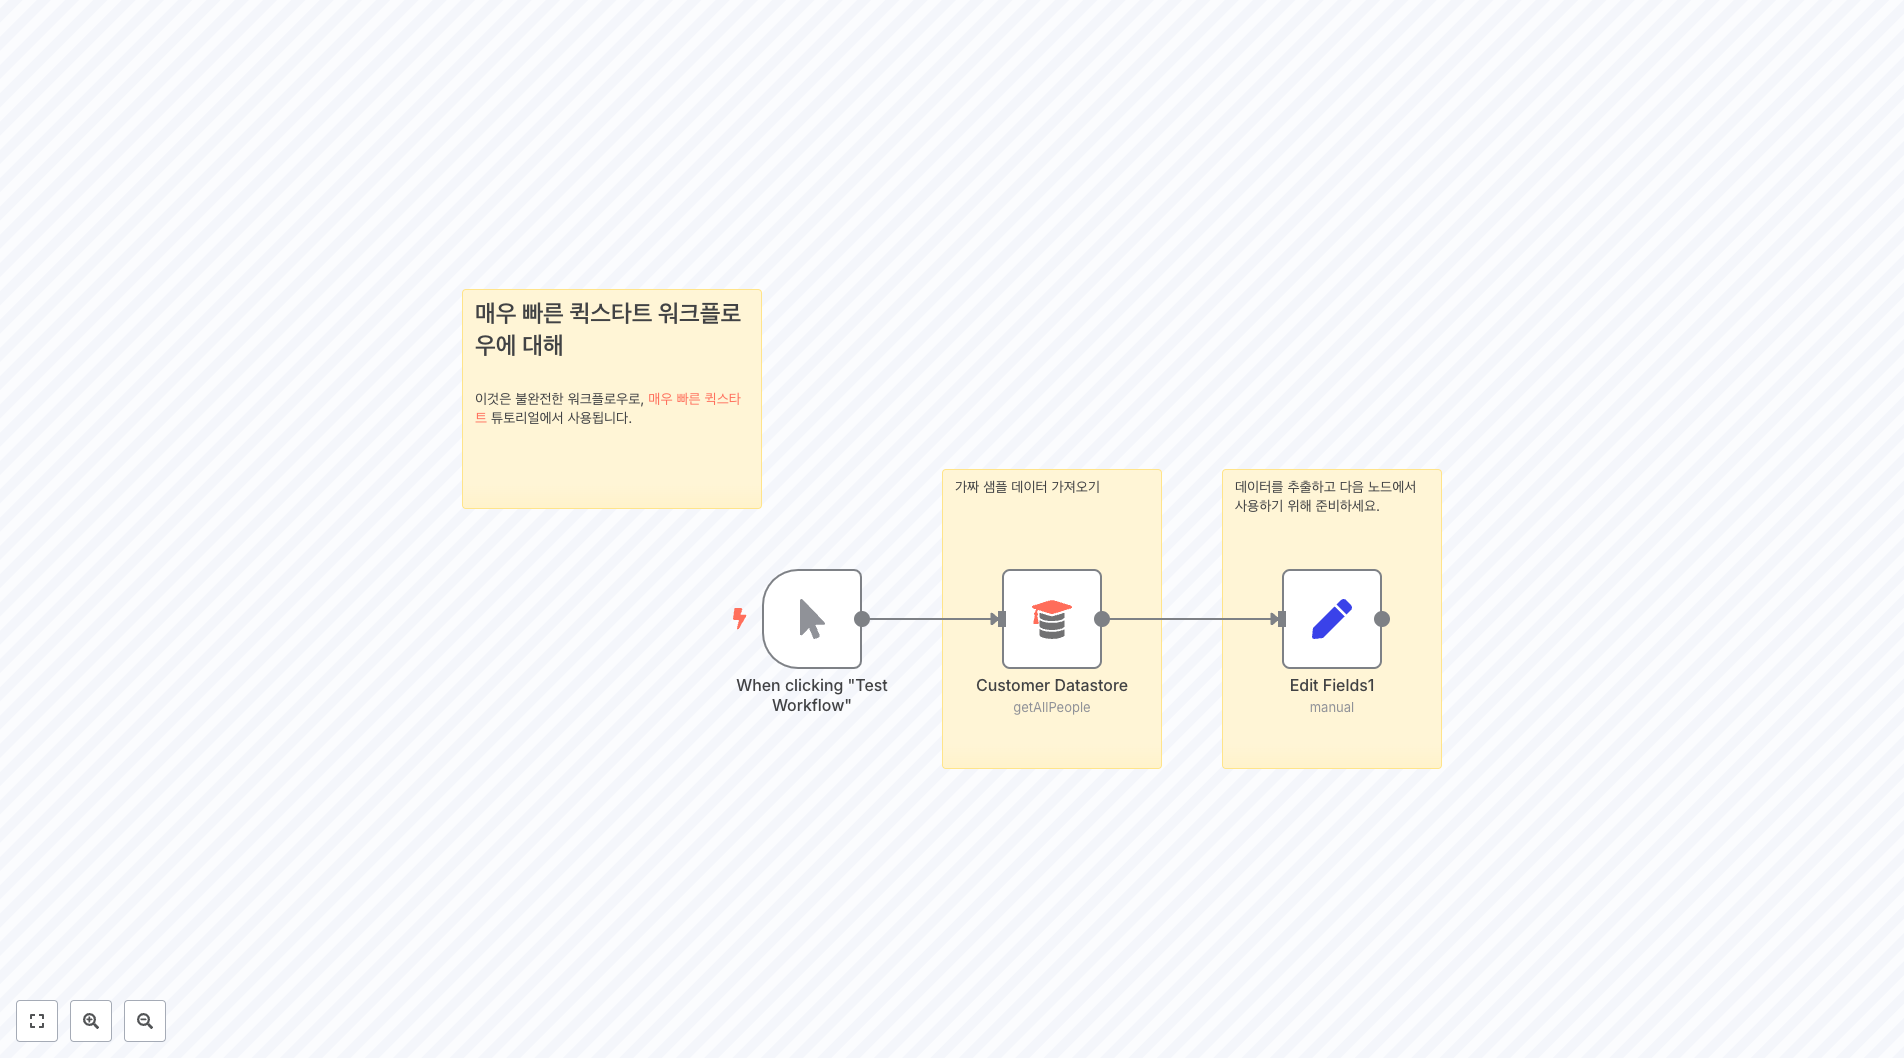 매우 빠른 퀵스타트 워크플로
우에 대해
이것은 불완전한 워크플로우로, 매우 빠른 퀵스타
트 튜토리얼에서 사용됩니다.
가짜 샘플 데이터 가져오기
데이터를 추출하고 다음 노드에서
사용하기 위해 준비하세요.
When clicking "Test
Workflow"
Customer Datastore
getAllPeople
Edit Fields1
manual